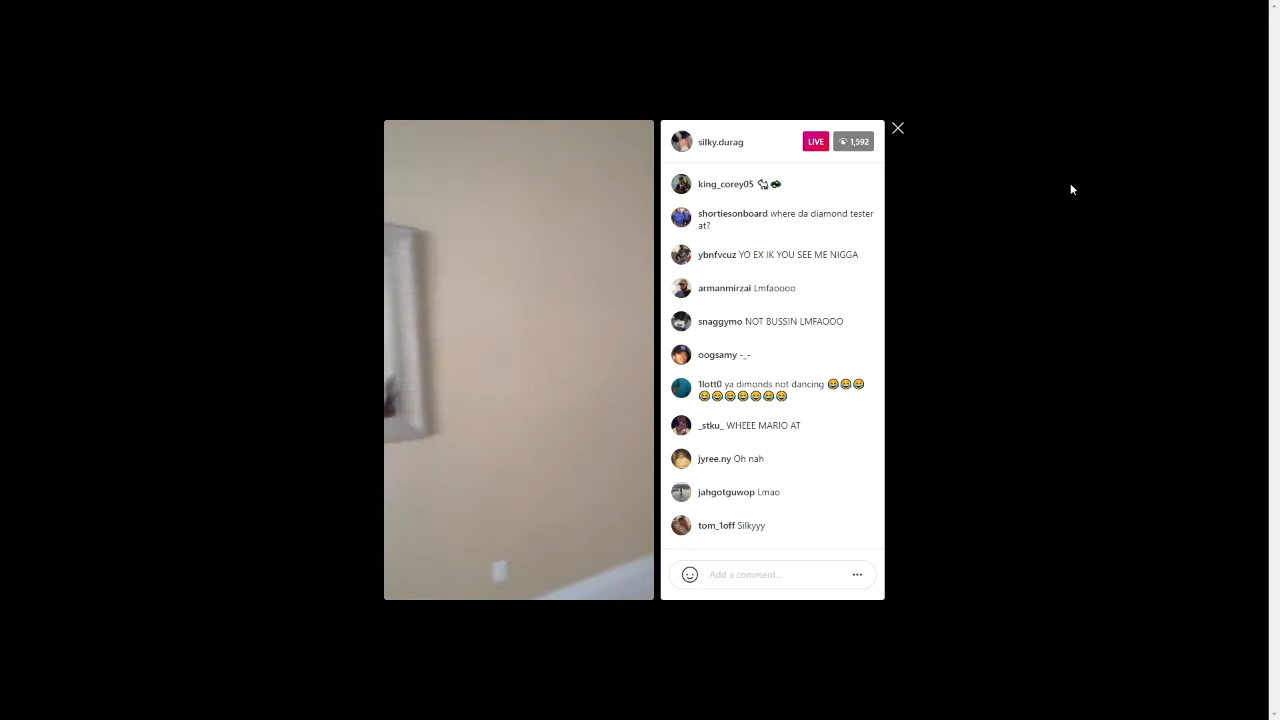 silky.durag LIVE 1,592
king_corey05
shortiesonboard where da diamond tester
at?
ybnfvcuz YO EX IK YOU SEE ME NIGGA
armanmirzai Lmfaoooo
snaggymo NOT BUSSIN LMFAOOO
oogsamy -_-
1lott0 ya dimonds not dancing 😂😂😂
😂😂😂😂😂😂😂
_stku_ WHEEE MARIO AT
jyree.ny Oh nah
jahgotguwop Lmao
tom_1off Silkyyy
Add a comment...